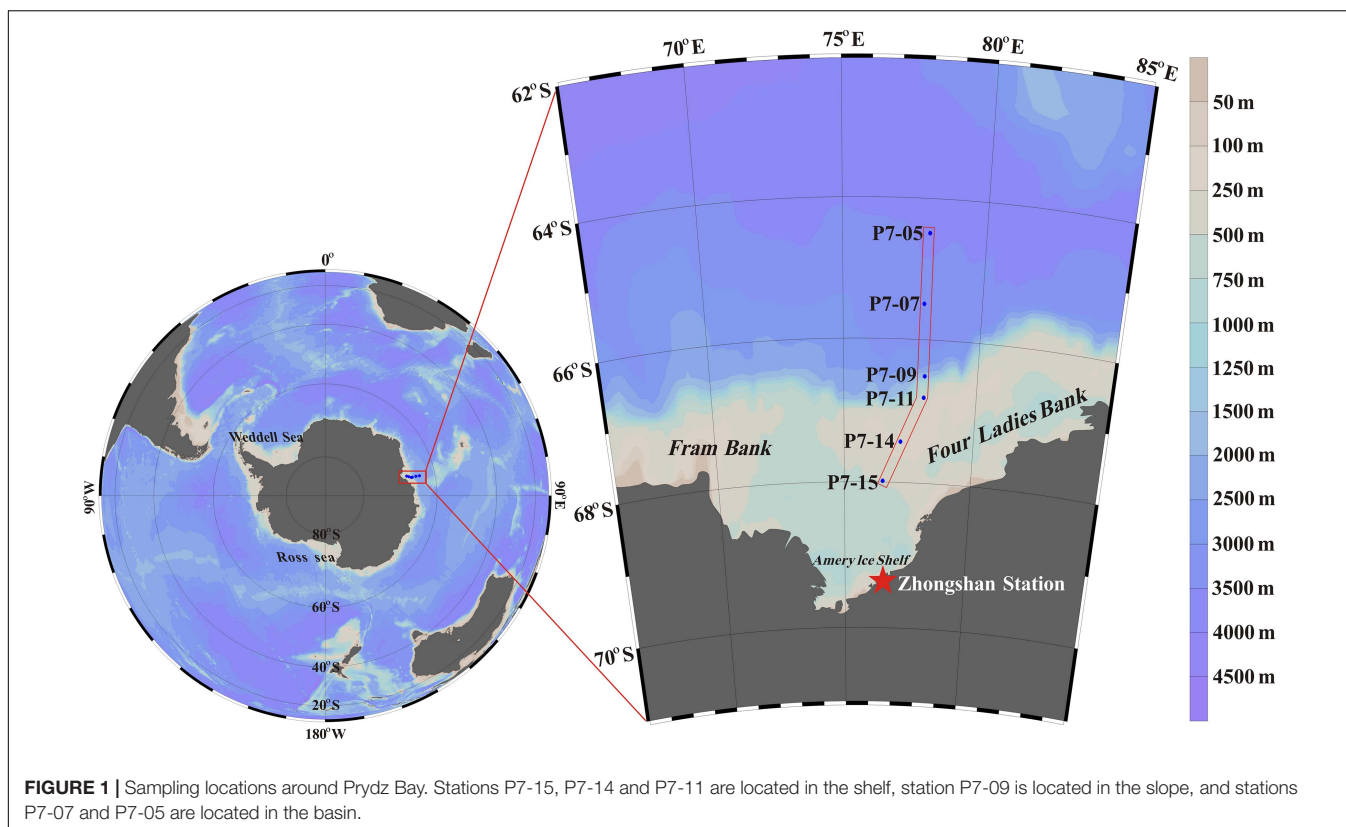 70°E
75°E
80°E
85°E
62°S
64°S
66°S
68°S
70°S
P7-05
P7-07
P7-09
P7-11
P7-14
P7-15
Fram Bank
Four Ladies Bank
Amery Ice Shelf
Zhongshan Station
0°
90°E
180°W
90°W
Weddell Sea
Ross sea
80°S
60°S
40°S
20°S
50 m
100 m
250 m
500 m
750 m
1000 m
1250 m
2000 m
2500 m
3000 m
3500 m
4000 m
4500 m
FIGURE 1 | Sampling locations around Prydz Bay. Stations P7-15, P7-14 and P7-11 are located in the shelf, station P7-09 is located in the slope, and stations
P7-07 and P7-05 are located in the basin.